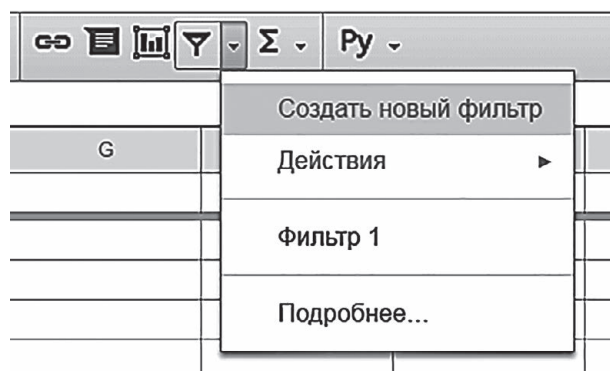 Σ
Ру
Создать новый фильтр
G
Действия
Фильтр 1
Подробнее...